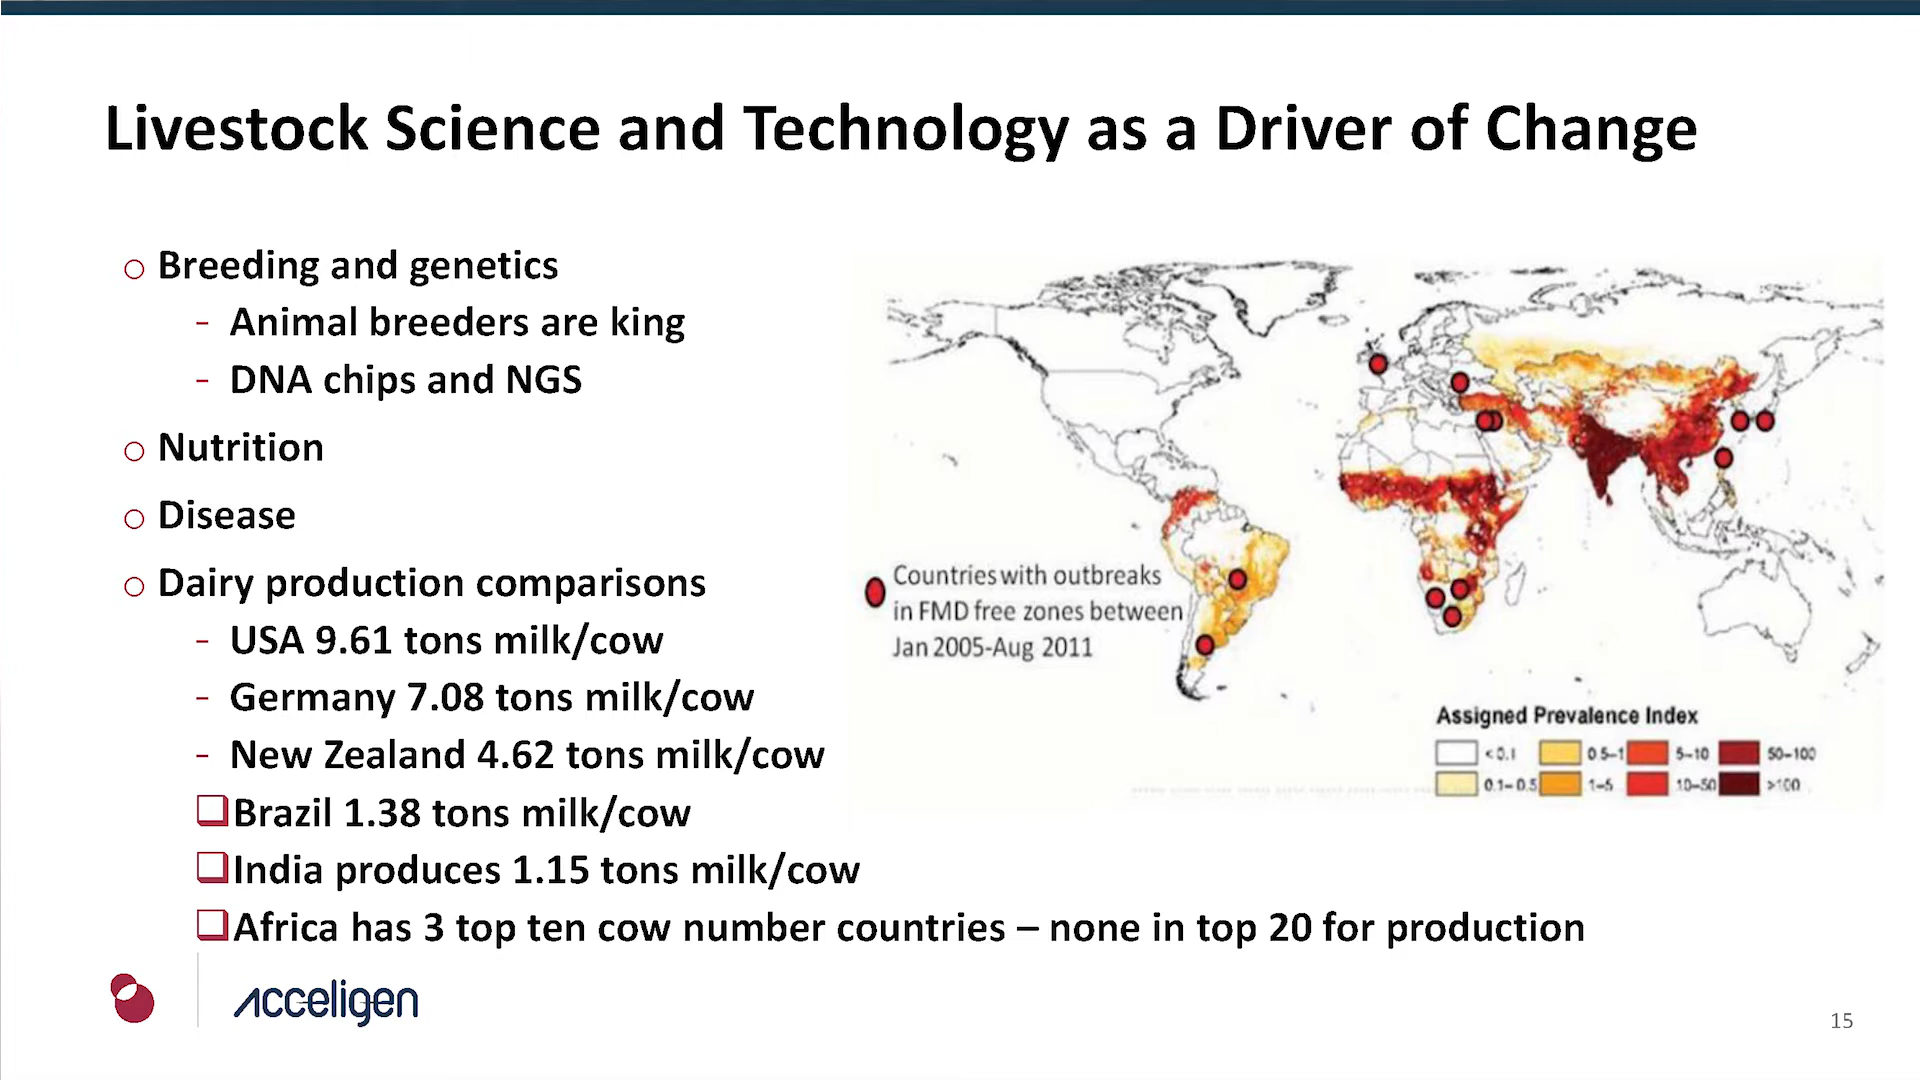 Livestock Science and Technology as a Driver of Change
Breeding and genetics
- Animal breeders are king
- DNA chips and NGS
Nutrition
Disease
Dairy production comparisons
- USA 9.61 tons milk/cow
- Germany 7.08 tons milk/cow
- New Zealand 4.62 tons milk/cow
Brazil 1.38 tons milk/cow
India produces 1.15 tons milk/cow
Africa has 3 top ten cow number countries – none in top 20 for production
Countries with outbreaks
in FMD free zones between
Jan 2005-Aug 2011
Assigned Prevalence Index
<0.1 0.5–1 5–10 50–100
0.1–0.5 1–5 10–50 >100
Acceligen
15